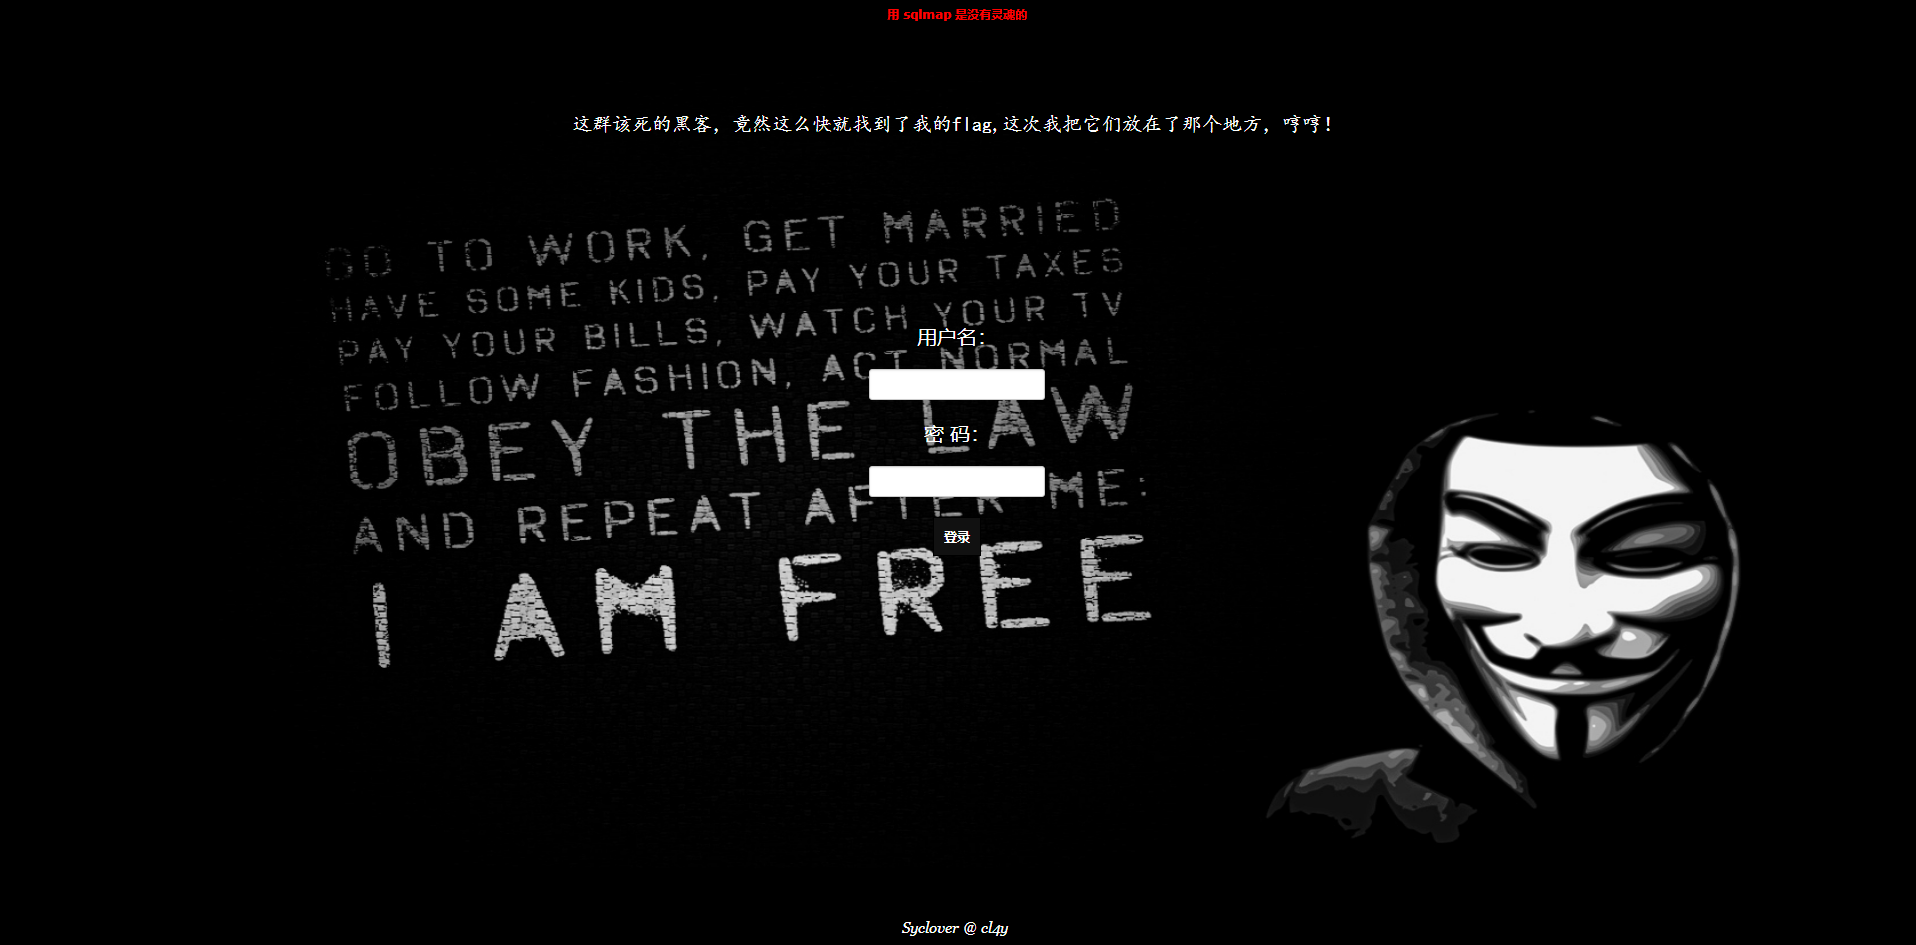 用 sqlmap 是没有灵魂的
这群该死的黑客，竟然这么快就找到了我的flag,这次我把它们放在了那个地方，哼哼！
GO TO WORK, GET MARRIED
HAVE SOME KIDS, PAY YOUR TAXES
PAY YOUR BILLS, WATCH YOUR TV
FOLLOW FASHION, ACT NORMAL
OBEY THE LAW
AND REPEAT AFTER ME:
I AM FREE
用户名：
密 码：
登录
Syclover @ cl4y